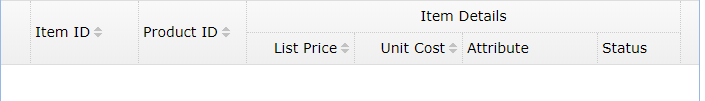 Item Details
Item ID Product ID
List Price Unit Cost Attribute Status